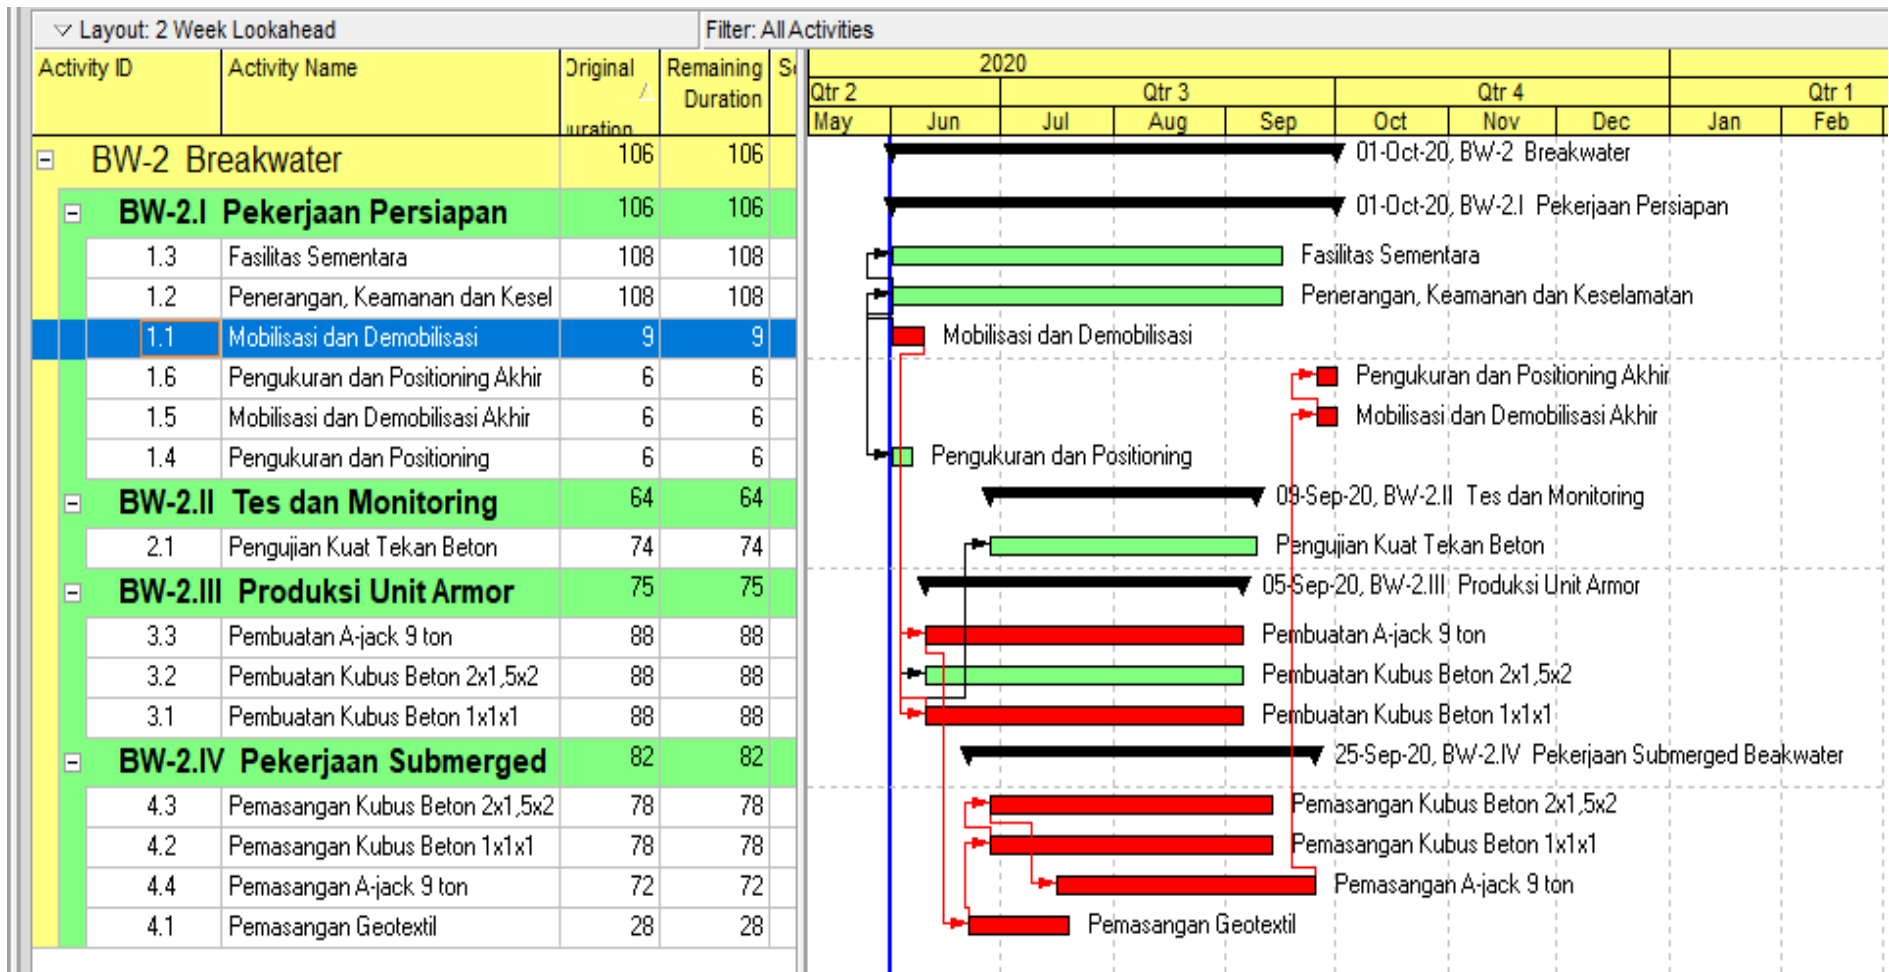 Layout: 2 Week Lookahead Filter: All Activities
Activity ID Activity Name Original Duration Remaining Duration
2020
Qtr 2 Qtr 3 Qtr 4 Qtr 1
May Jun Jul Aug Sep Oct Nov Dec Jan Feb
BW-2 Breakwater 106 106 01-Oct-20, BW-2 Breakwater
BW-2.I Pekerjaan Persiapan 106 106 01-Oct-20, BW-2.I Pekerjaan Persiapan
1.3 Fasilitas Sementara 108 108 Fasilitas Sementara
1.2 Penerangan, Keamanan dan Kesel 108 108 Penerangan, Keamanan dan Keselamatan
1.1 Mobilisasi dan Demobilisasi 9 9 Mobilisasi dan Demobilisasi
1.6 Pengukuran dan Positioning Akhir 6 6 Pengukuran dan Positioning Akhir
1.5 Mobilisasi dan Demobilisasi Akhir 6 6 Mobilisasi dan Demobilisasi Akhir
1.4 Pengukuran dan Positioning 6 6 Pengukuran dan Positioning
BW-2.II Tes dan Monitoring 64 64 09-Sep-20, BW-2.II Tes dan Monitoring
2.1 Pengujian Kuat Tekan Beton 74 74 Pengujian Kuat Tekan Beton
BW-2.III Produksi Unit Armor 75 75 05-Sep-20, BW-2.III Produksi Unit Armor
3.3 Pembuatan A-jack 9 ton 88 88 Pembuatan A-jack 9 ton
3.2 Pembuatan Kubus Beton 2x1,5x2 88 88 Pembuatan Kubus Beton 2x1,5x2
3.1 Pembuatan Kubus Beton 1x1x1 88 88 Pembuatan Kubus Beton 1x1x1
BW-2.IV Pekerjaan Submerged 82 82 25-Sep-20, BW-2.IV Pekerjaan Submerged Beakwater
4.3 Pemasangan Kubus Beton 2x1,5x2 78 78 Pemasangan Kubus Beton 2x1,5x2
4.2 Pemasangan Kubus Beton 1x1x1 78 78 Pemasangan Kubus Beton 1x1x1
4.4 Pemasangan A-jack 9 ton 72 72 Pemasangan A-jack 9 ton
4.1 Pemasangan Geotextil 28 28 Pemasangan Geotextil